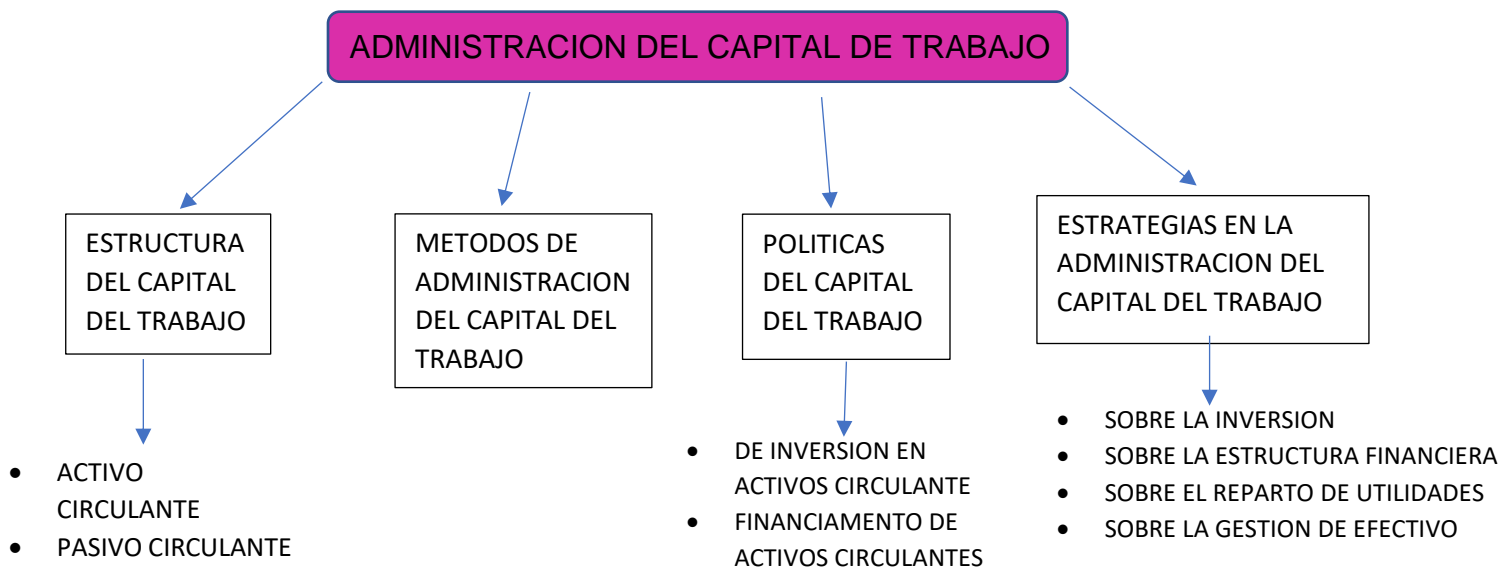 ADMINISTRACION DEL CAPITAL DE TRABAJO
ESTRUCTURA
DEL CAPITAL
DEL TRABAJO
METODOS DE
ADMINISTRACION
DEL CAPITAL DEL
TRABAJO
POLITICAS
DEL CAPITAL
DEL TRABAJO
ESTRATEGIAS EN LA
ADMINISTRACION DEL
CAPITAL DEL TRABAJO
• ACTIVO
CIRCULANTE
• PASIVO CIRCULANTE
• DE INVERSION EN
ACTIVOS CIRCULANTE
• FINANCIAMENTO DE
ACTIVOS CIRCULANTES
• SOBRE LA INVERSION
• SOBRE LA ESTRUCTURA FINANCIERA
• SOBRE EL REPARTO DE UTILIDADES
• SOBRE LA GESTION DE EFECTIVO